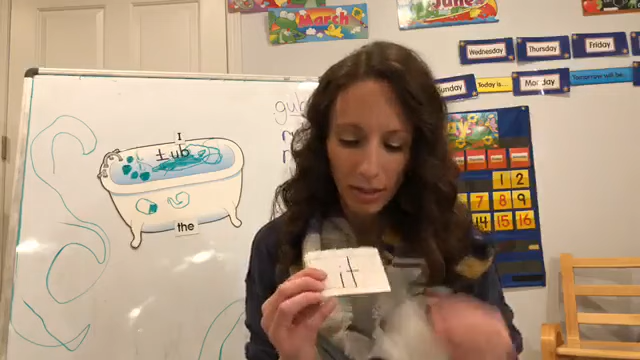 March
June
Wednesday
Thursday
Friday
Sunday
Today is...
Monday
Tomorrow will be...
I
tub
gub
the
it
1 2
7 8 9
14 15 16